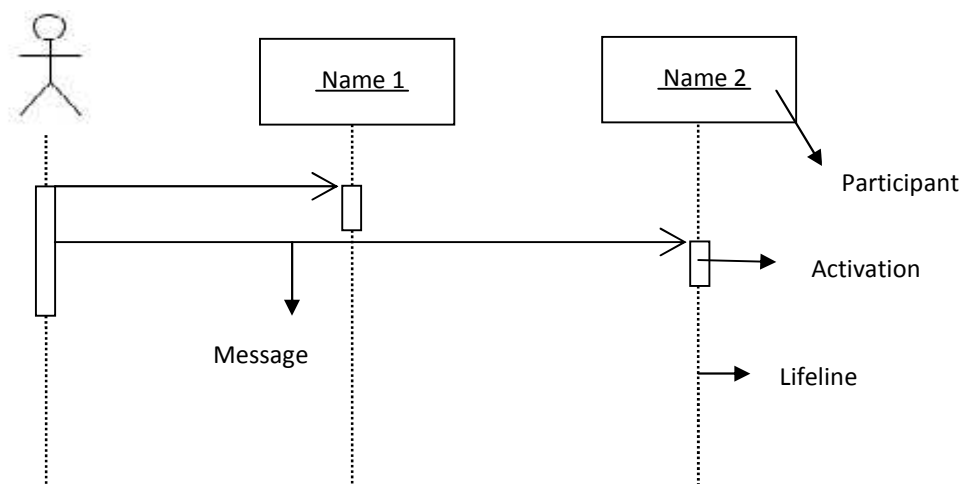 Name 1
Name 2
Participant
Activation
Message
Lifeline